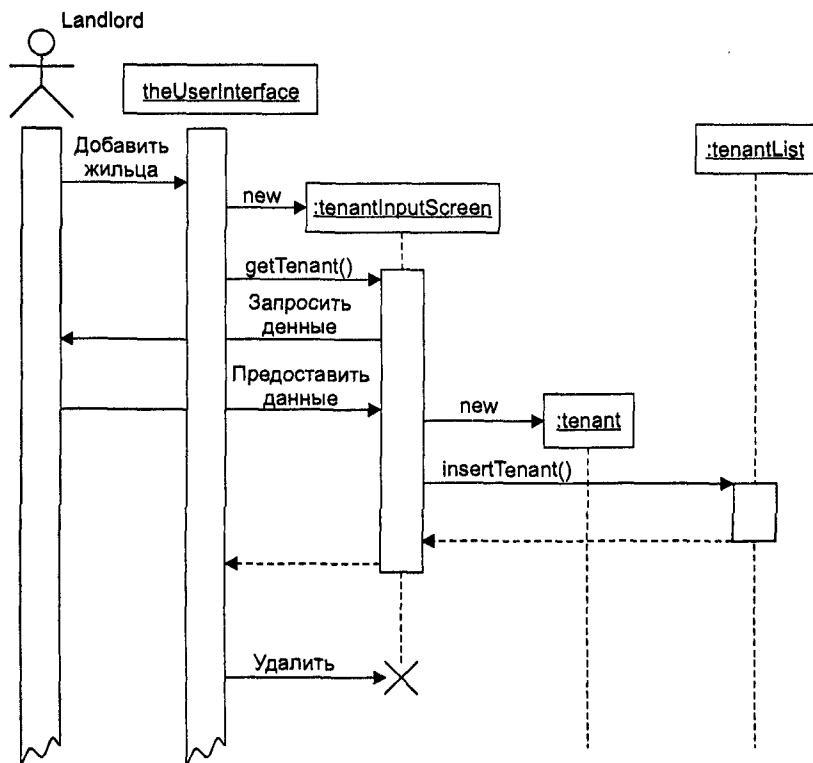 Landlord
theUserInterface
:tenantList
Добавить
жильца
new
:tenantInputScreen
getTenant()
Запросить
денные
Предоставить
данные
new
:tenant
insertTenant()
Удалить